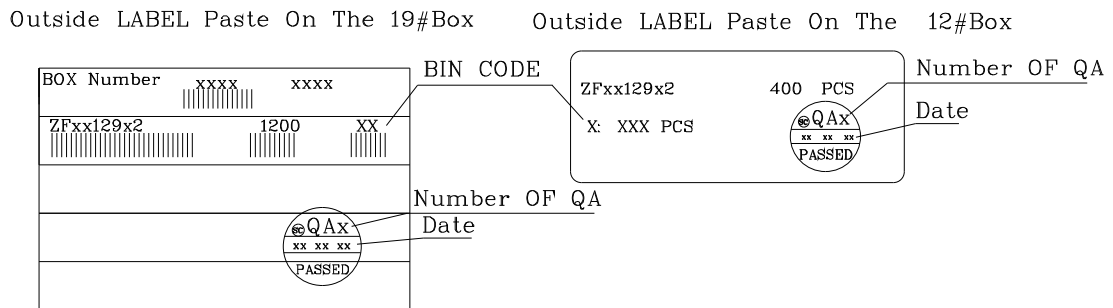 Outside LABEL Paste On The 19#Box
Outside LABEL Paste On The 12#Box
BOX Number xxxx xxxx
BIN CODE
ZFxx129x2 1200 XX
ZFxx129x2 400 PCS
X: XXX PCS
Number OF QA
Date
SC QAx
xx xx xx
PASSED
Number OF QA
Date
SC QAx
xx xx xx
PASSED